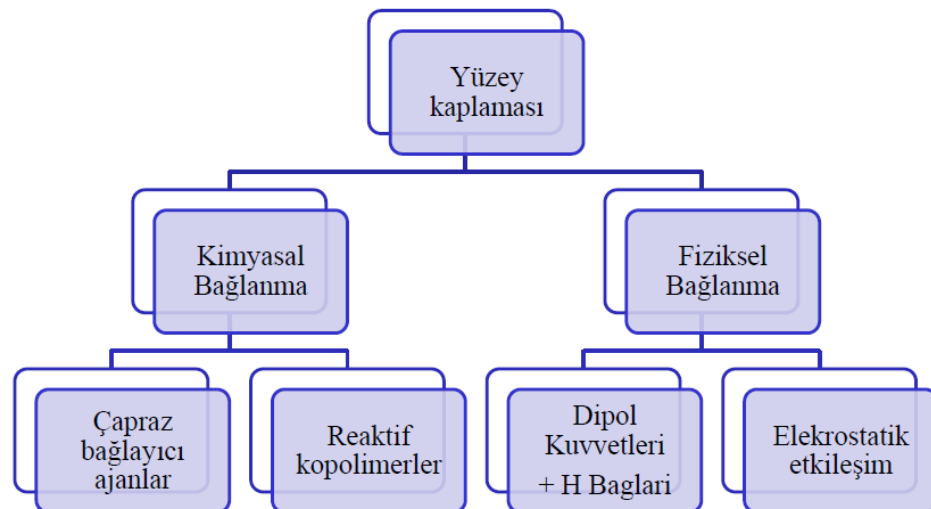 Yüzey
kaplaması
Kimyasal
Bağlanma
Fiziksel
Bağlanma
Çapraz
bağlayıcı
ajanlar
Reaktif
kopolimerler
Dipol
Kuvvetleri
+ H Baglari
Elekrostatik
etkileşim